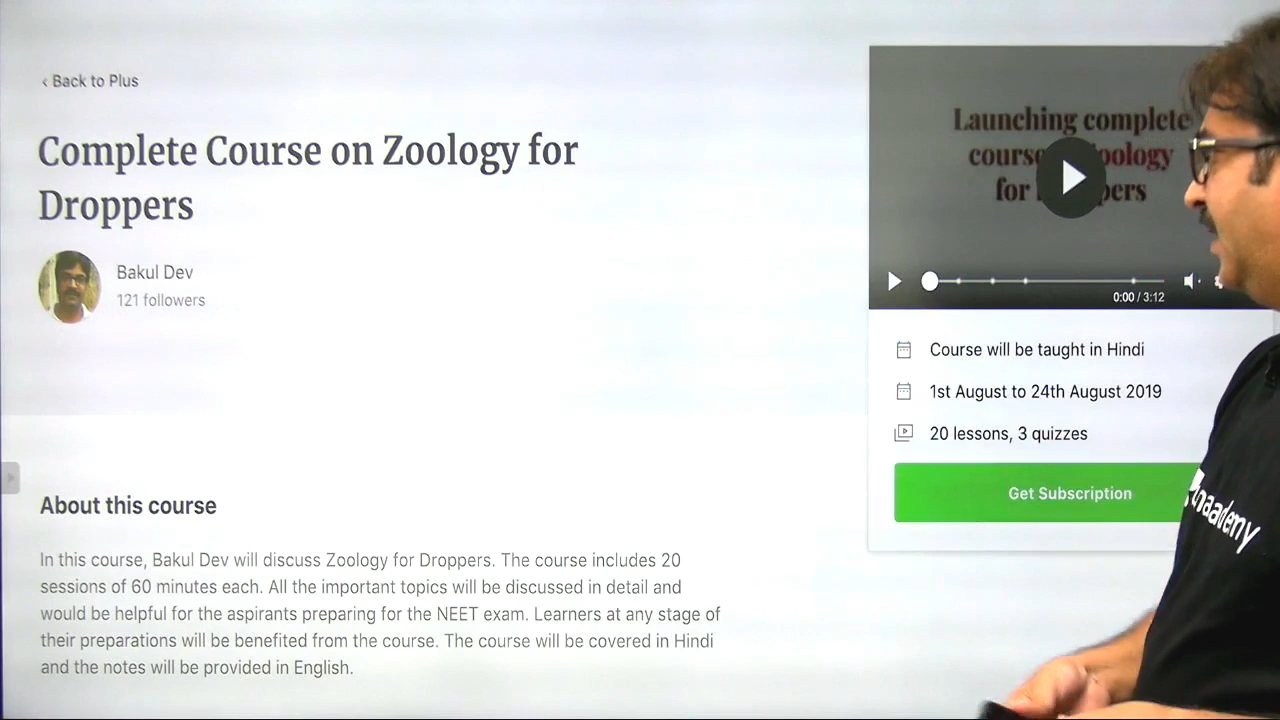 ‹ Back to Plus
Complete Course on Zoology for
Droppers
Bakul Dev
121 followers
About this course
In this course, Bakul Dev will discuss Zoology for Droppers. The course includes 20
sessions of 60 minutes each. All the important topics will be discussed in detail and
would be helpful for the aspirants preparing for the NEET exam. Learners at any stage of
their preparations will be benefited from the course. The course will be covered in Hindi
and the notes will be provided in English.
Launching complete
0:00 / 3:12
Course will be taught in Hindi
1st August to 24th August 2019
20 lessons, 3 quizzes
Get Subscription